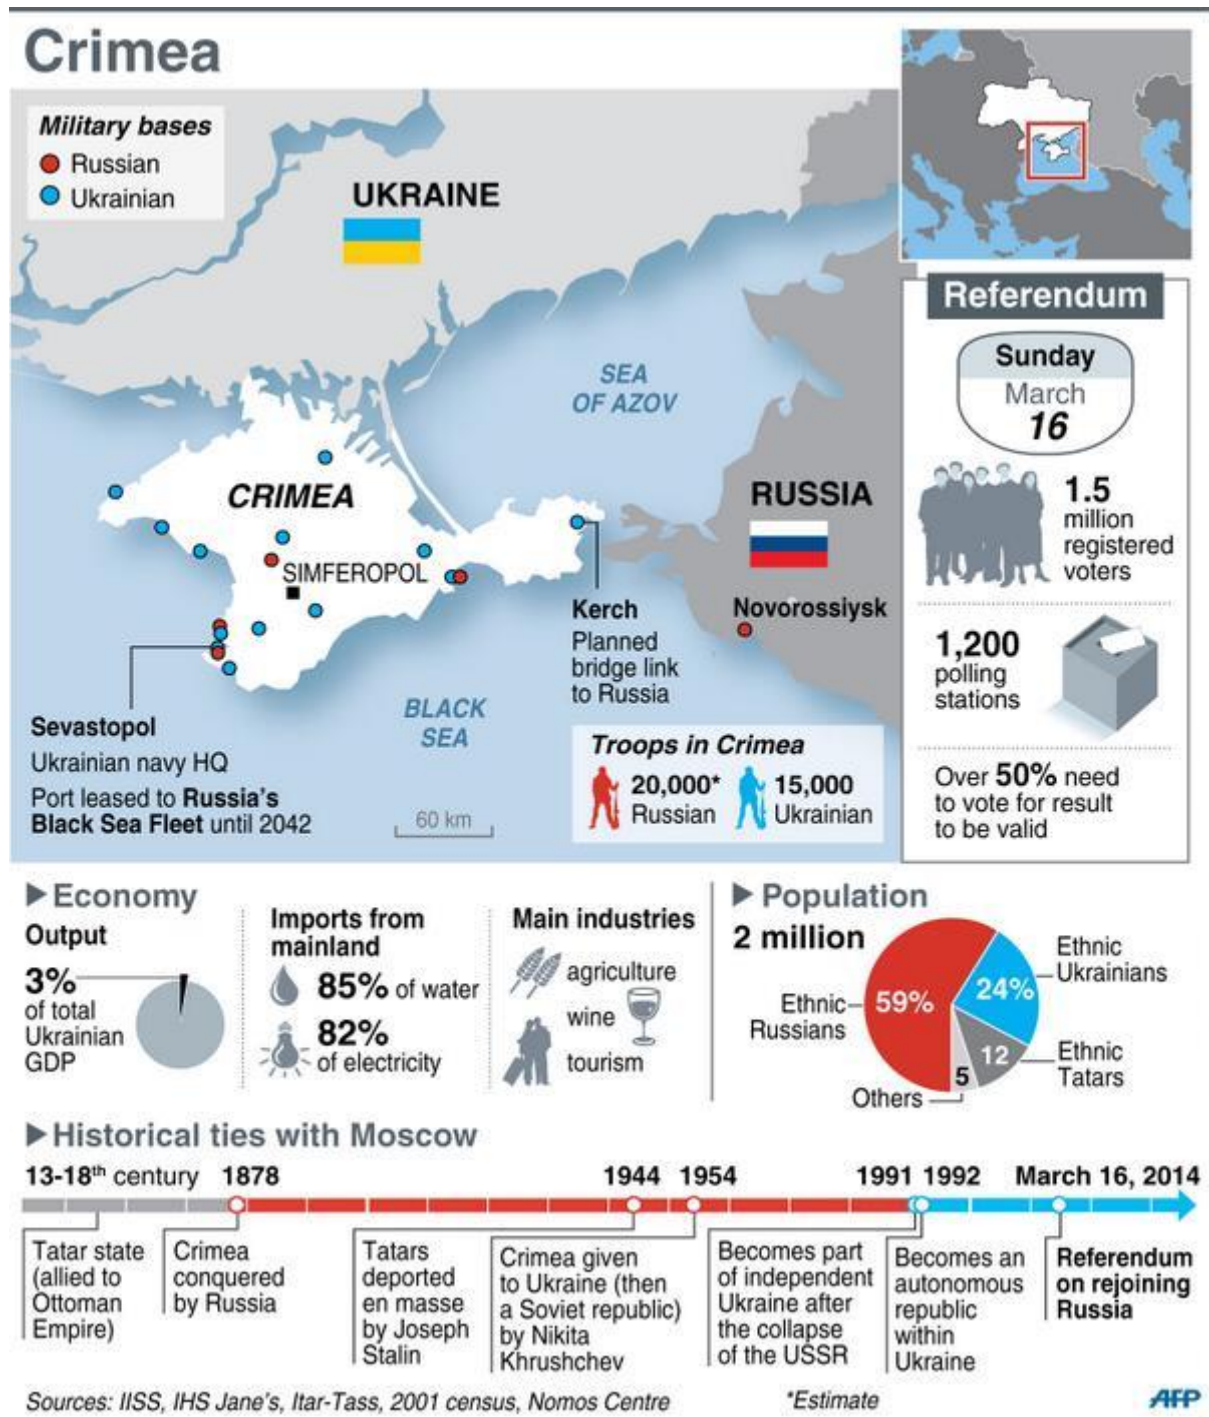 Crimea
Military bases
Russian
Ukrainian
UKRAINE
SEA
OF AZOV
CRIMEA
SIMFEROPOL
RUSSIA
Novorossiysk
Kerch
Planned
bridge link
to Russia
BLACK
SEA
Sevastopol
Ukrainian navy HQ
Port leased to Russia's
Black Sea Fleet until 2042
60 km
Troops in Crimea
20,000*
Russian
15,000
Ukrainian
Referendum
Sunday
March
16
1.5
million
registered
voters
1,200
polling
stations
Over 50% need
to vote for result
to be valid
Economy
Output
3%
of total
Ukrainian
GDP
Imports from
mainland
85% of water
82%
of electricity
Main industries
agriculture
wine
tourism
Population
2 million
Ethnic
Ukrainians
24%
Ethnic
Russians
59%
12
Ethnic
Tatars
5
Others
Historical ties with Moscow
13-18th century
1878
1944
1954
1991
1992
March 16, 2014
Tatar state
(allied to
Ottoman
Empire)
Crimea
conquered
by Russia
Tatars
deported
en masse
by Joseph
Stalin
Crimea given
to Ukraine (then
a Soviet republic)
by Nikita
Khrushchev
Becomes part
of independent
Ukraine after
the collapse
of the USSR
Becomes an
autonomous
republic
within
Ukraine
Referendum
on rejoining
Russia
Sources: IISS, IHS Jane's, Itar-Tass, 2001 census, Nomos Centre
*Estimate
AFP